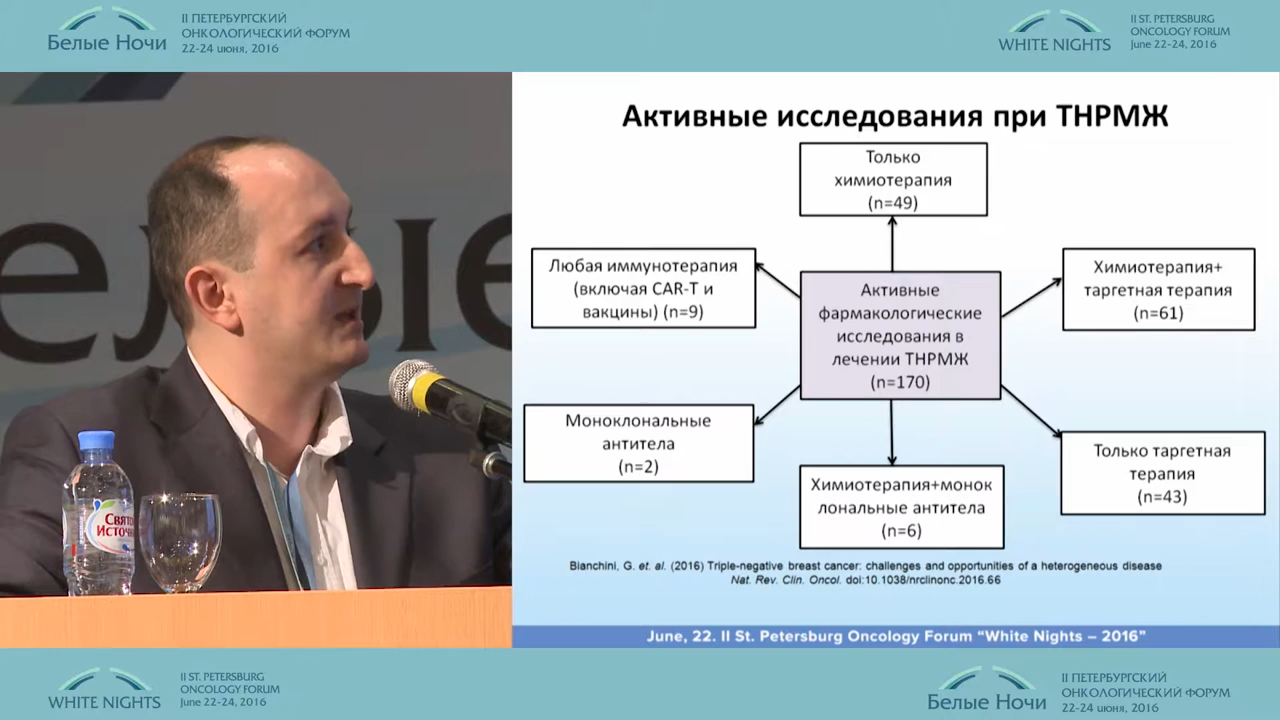 Белые Ночи
II ПЕТЕРБУРГСКИЙ
ОНКОЛОГИЧЕСКИЙ ФОРУМ
22-24 июня, 2016
WHITE NIGHTS
II ST. PETERSBURG
ONCOLOGY FORUM
June 22-24, 2016
Активные исследования при ТНРМЖ
Только
химиотерапия
(n=49)
Любая иммунотерапия
(включая CAR-T и
вакцины) (n=9)
Активные
фармакологические
исследования в
лечении ТНРМЖ
(n=170)
Химиотерапия+
таргетная терапия
(n=61)
Моноклональные
антитела
(n=2)
Химиотерапия+монок
лональные антитела
(n=6)
Только таргетная
терапия
(n=43)
Bianchini, G. et. al. (2016) Triple-negative breast cancer: challenges and opportunities of a heterogeneous disease
Nat. Rev. Clin. Oncol. doi:10.1038/nrclinonc.2016.66
June, 22. II St. Petersburg Oncology Forum “White Nights – 2016”
WHITE NIGHTS
II ST. PETERSBURG
ONCOLOGY FORUM
June 22-24, 2016
Белые Ночи
II ПЕТЕРБУРГСКИЙ
ОНКОЛОГИЧЕСКИЙ ФОРУМ
22-24 июня, 2016